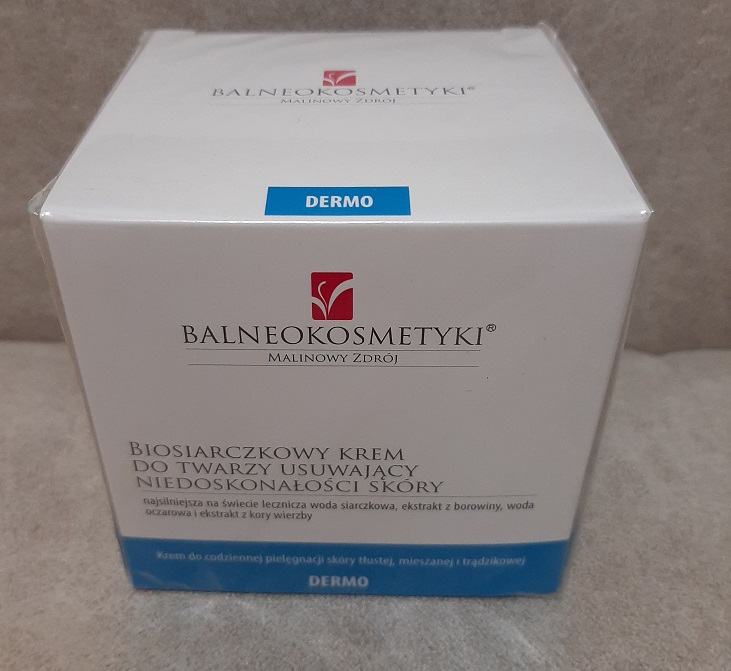 BALNEOKOSMETYKI®
MALINOWY ZDRÓJ
DERMO
BALNEOKOSMETYKI®
MALINOWY ZDRÓJ
BIOSIARCZKOWY KREM
DO TWARZY USUWAJĄCY
NIEDOSKONAŁOŚCI SKÓRY
najsilniejsza na świecie lecznicza woda siarczkowa, ekstrakt z borowiny, woda
oczarowa i ekstrakt z kory wierzby
Krem do codziennej pielęgnacji skóry tłustej, mieszanej i trądzikowej
DERMO